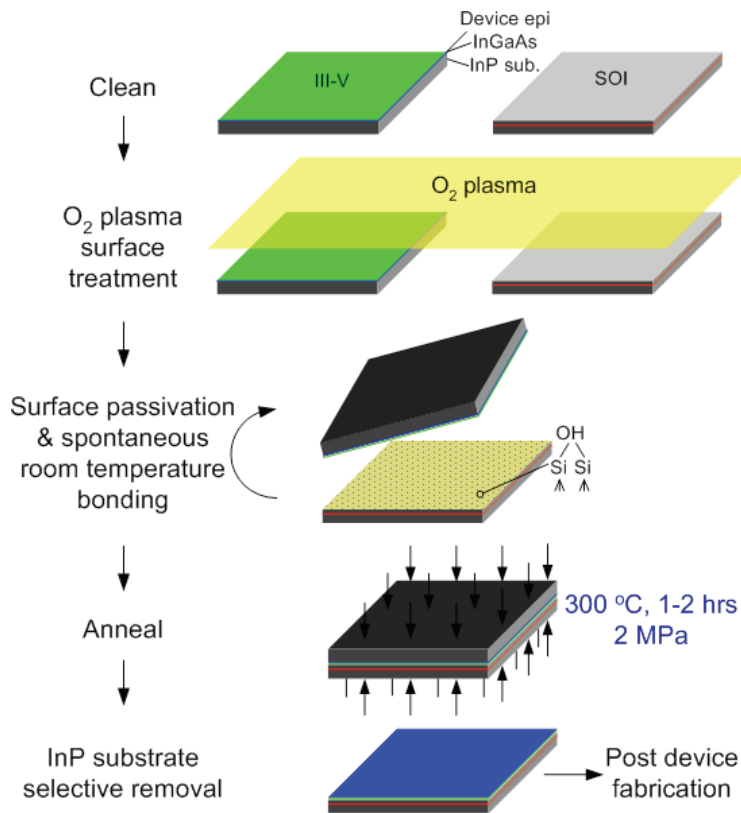 Device epi
InGaAs
InP sub.
III-V
SOI
Clean
O₂ plasma
O₂ plasma
surface
treatment
Surface passivation
& spontaneous
room temperature
bonding
OH
Si Si
Anneal
300 ºC, 1-2 hrs
2 MPa
InP substrate
selective removal
Post device
fabrication